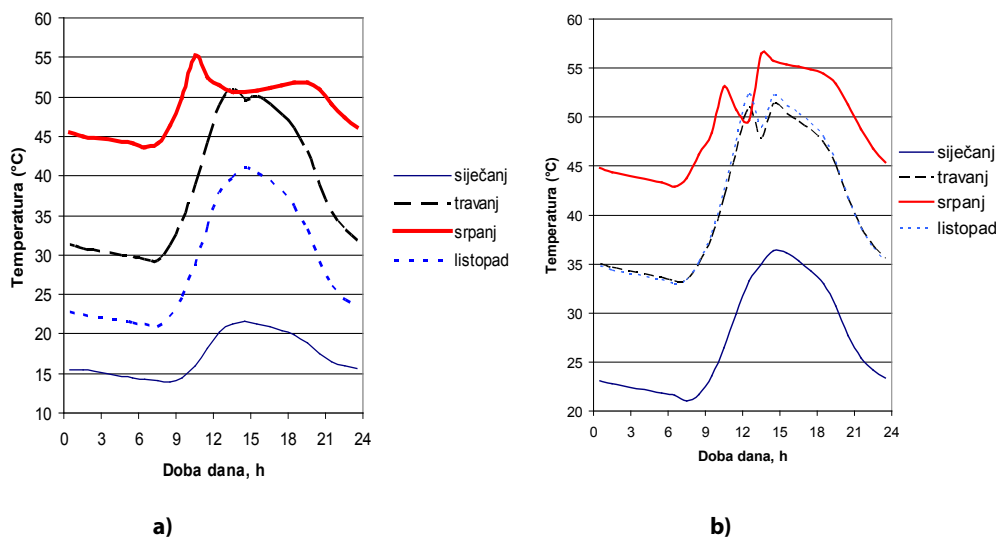 60
55
50
45
40
35
30
25
20
15
10
Temperatura (°C)
0 3 6 9 12 15 18 21 24
Doba dana, h
siječanj
travanj
srpanj
listopad
a)
60
55
50
45
40
35
30
25
20
Temperatura (°C)
0 3 6 9 12 15 18 21 24
Doba dana, h
siječanj
travanj
srpanj
listopad
b)